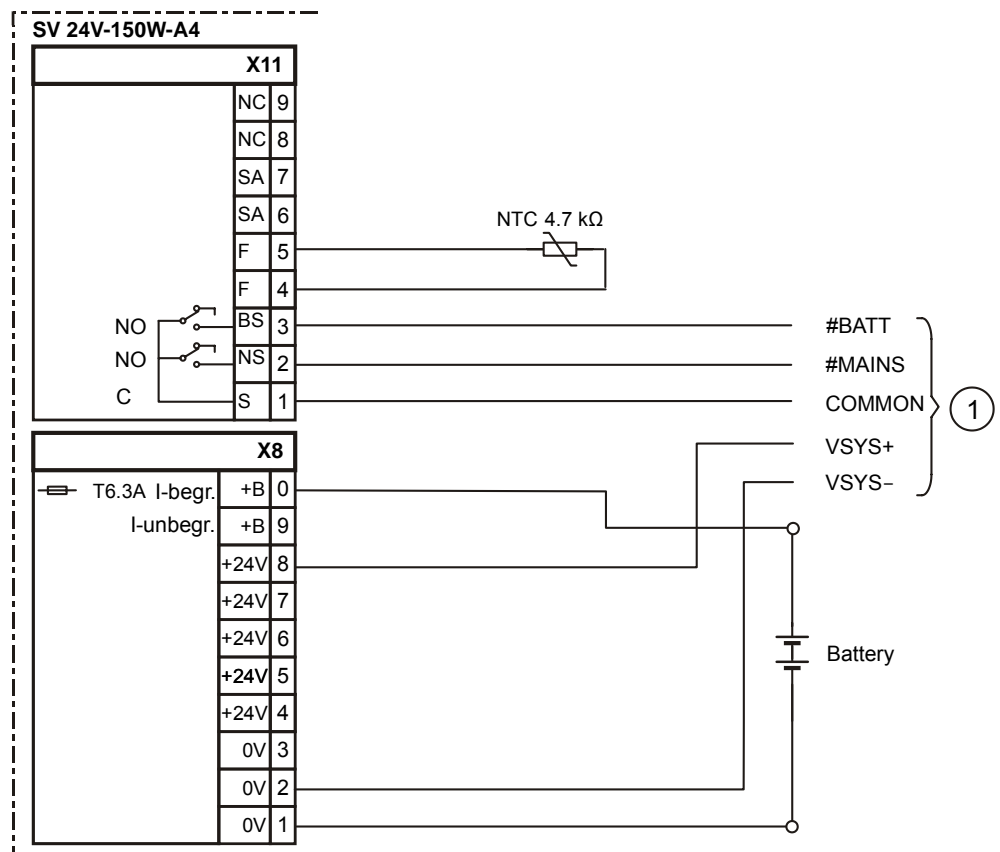 SV 24V-150W-A4
X11
NC 9
NC 8
SA 7
SA 6
NTC 4.7 kΩ
F 5
F 4
NO BS 3 #BATT
NO NS 2 #MAINS
C S 1 COMMON
1
VSYS+
VSYS−
X8
T6.3A I-begr. +B 0
I-unbegr. +B 9
+24V 8
+24V 7
+24V 6
+24V 5
+24V 4
0V 3
0V 2
0V 1
Battery